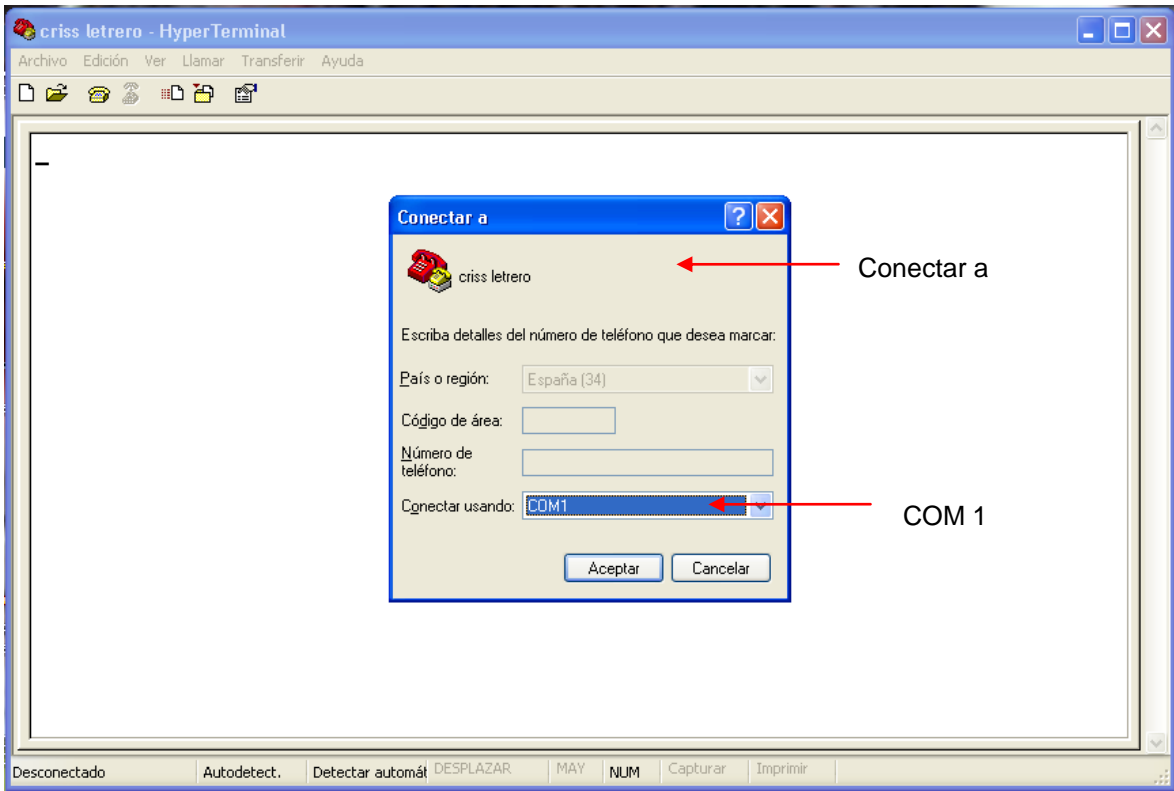 criss letrero - HyperTerminal
Archivo Edición Ver Llamar Transferir Ayuda
Conectar a
criss letrero
Conectar a
Escriba detalles del número de teléfono que desea marcar:
País o región: España (34)
Código de área:
Número de
teléfono:
Conectar usando: COM1
COM 1
Aceptar Cancelar
Desconectado Autodetect. Detectar automát DESPLAZAR MAY NUM Capturar Imprimir